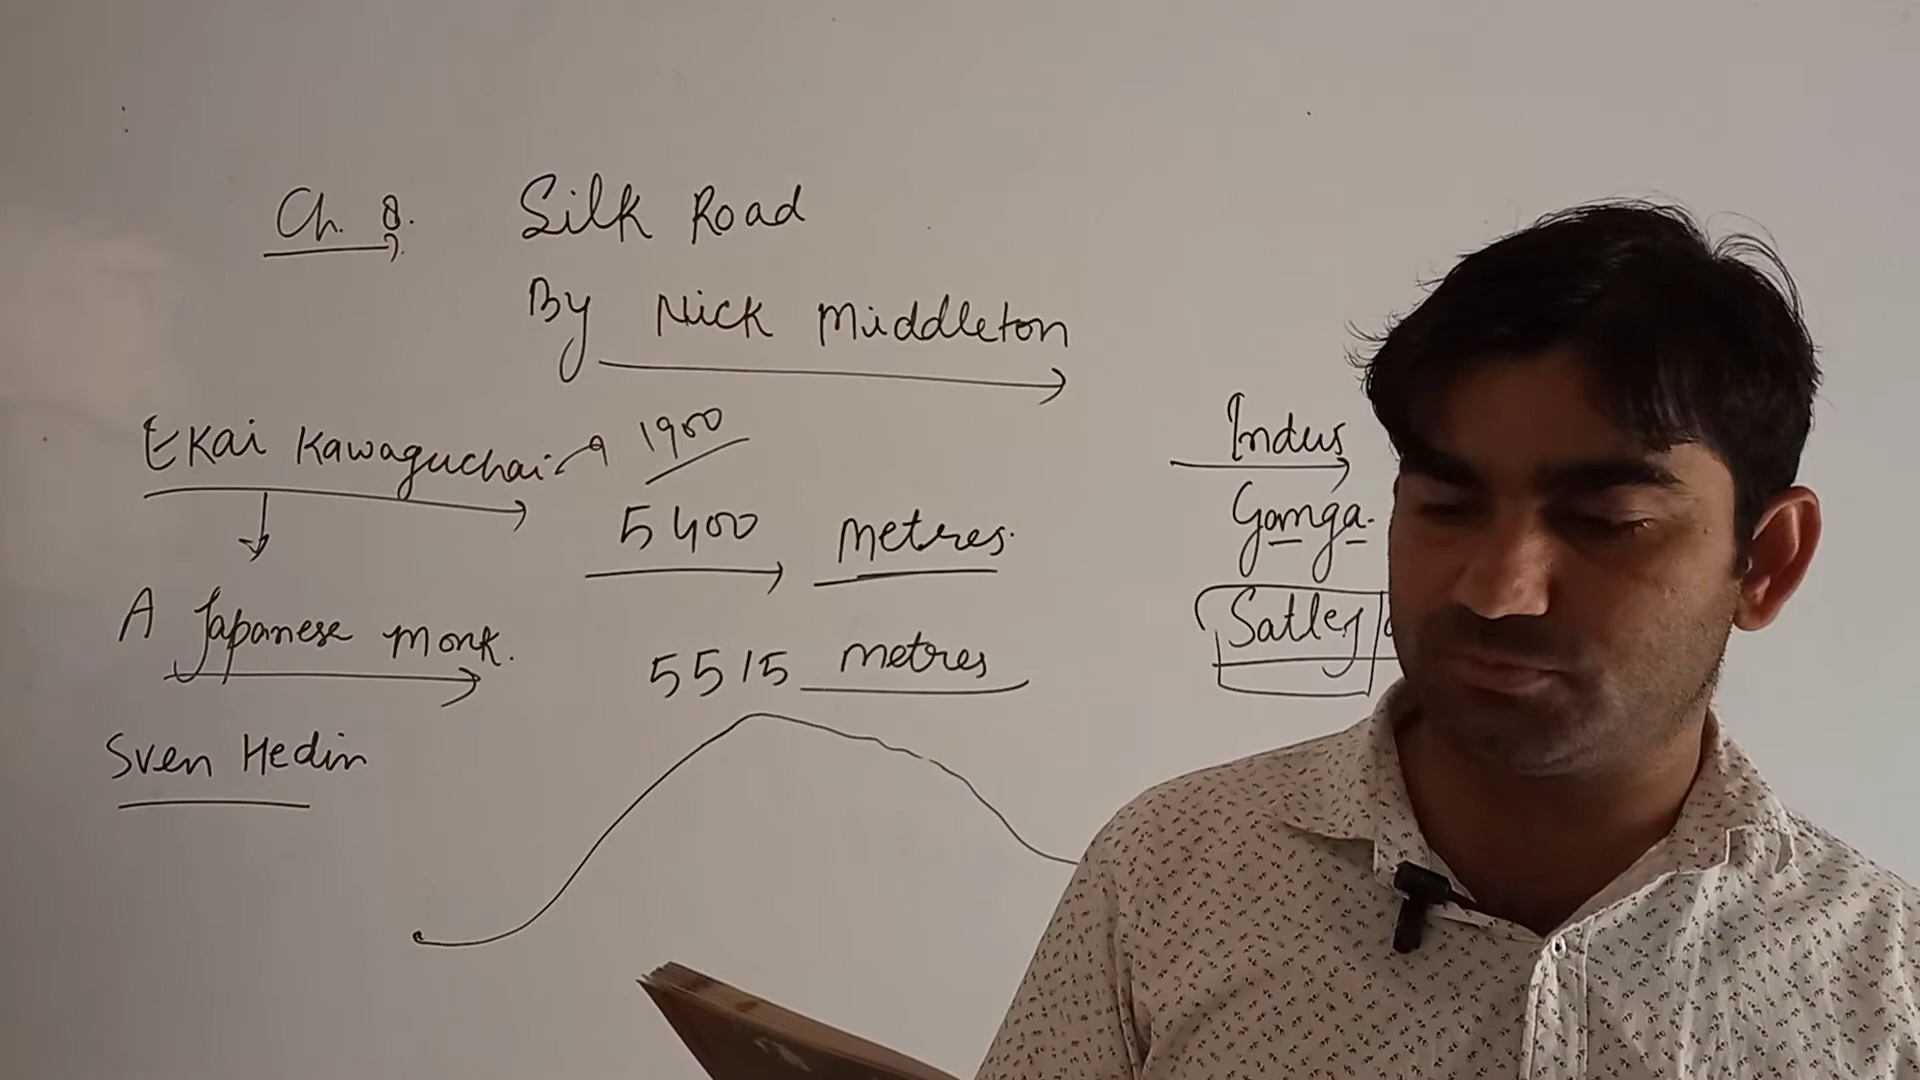 Ch. 8.
Silk Road
By Nick Middleton
Ekai Kawaguchai → 1900
A Japanese monk.
Sven Hedin
5400 metres.
5515 metres
Indus
Gamga.
Satlej